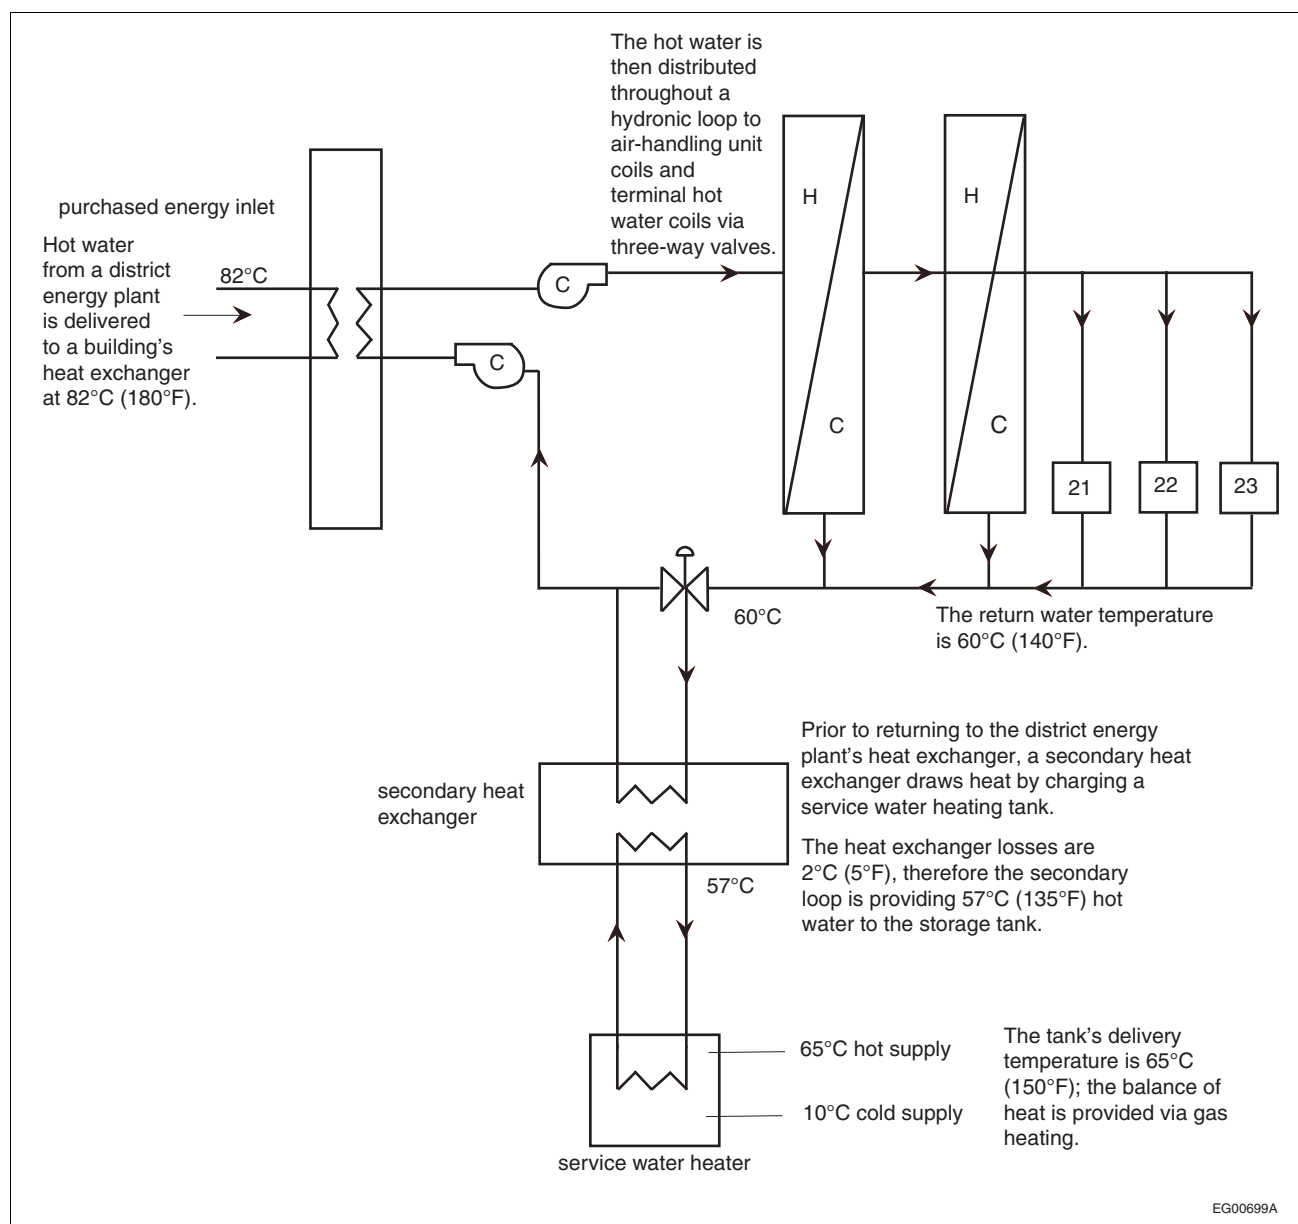 The hot water is
then distributed
throughout a
hydronic loop to
air-handling unit
coils and
terminal hot
water coils via
three-way valves.
purchased energy inlet
Hot water
from a district
energy plant
is delivered
to a building's
heat exchanger
at 82°C (180°F).
82°C
C
C
H
C
H
C
21
22
23
60°C
The return water temperature
is 60°C (140°F).
Prior to returning to the district energy
plant's heat exchanger, a secondary heat
exchanger draws heat by charging a
service water heating tank.
secondary heat
exchanger
The heat exchanger losses are
2°C (5°F), therefore the secondary
loop is providing 57°C (135°F) hot
water to the storage tank.
57°C
65°C hot supply
10°C cold supply
The tank's delivery
temperature is 65°C
(150°F); the balance of
heat is provided via gas
heating.
service water heater
EG00699A